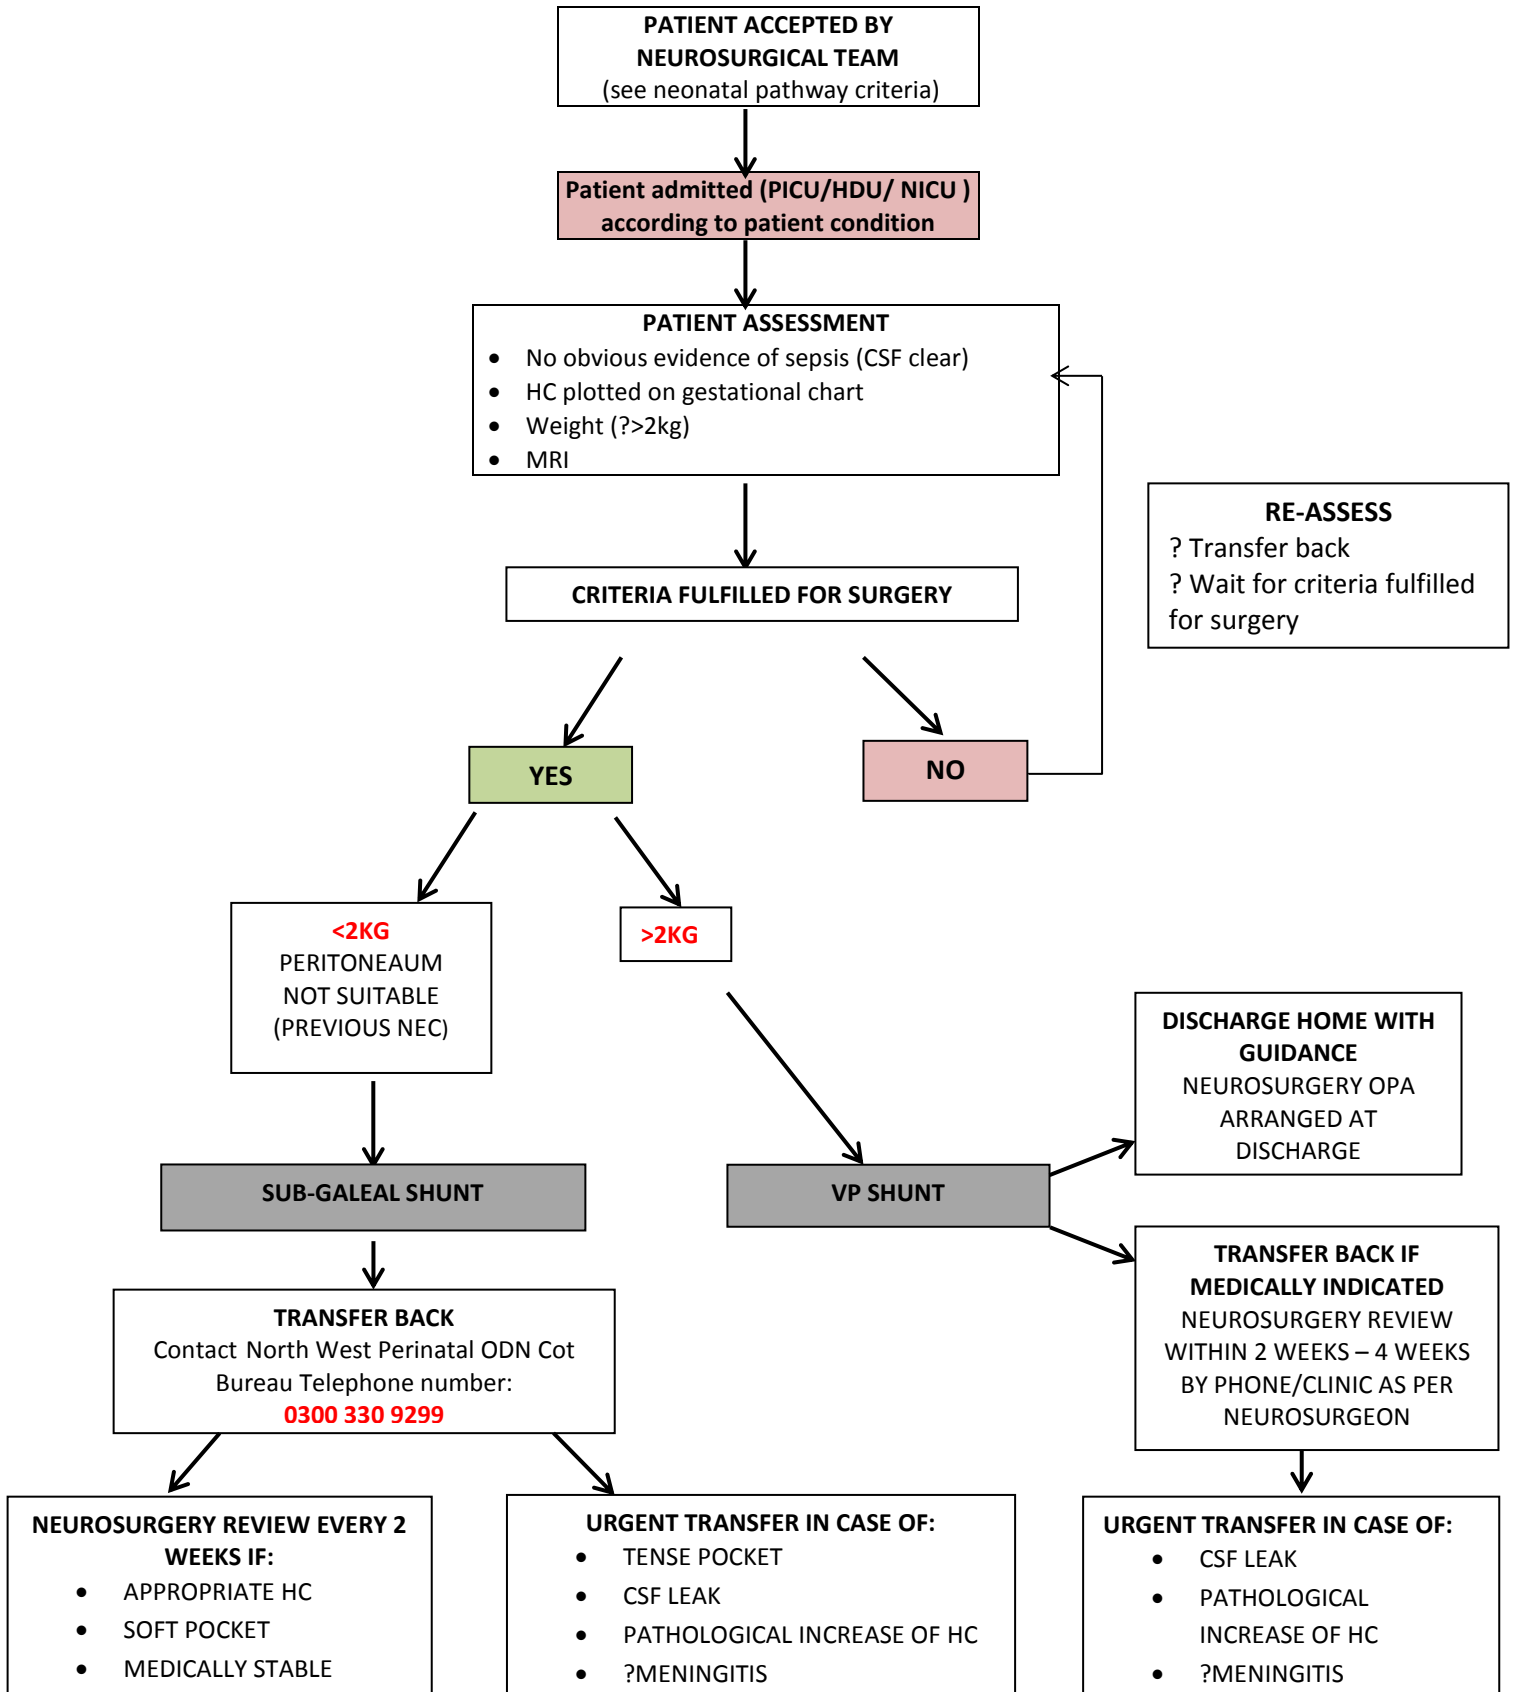 PATIENT ACCEPTED BY
NEUROSURGICAL TEAM
(see neonatal pathway criteria)
Patient admitted (PICU/HDU/ NICU )
according to patient condition
PATIENT ASSESSMENT
• No obvious evidence of sepsis (CSF clear)
• HC plotted on gestational chart
• Weight (?>2kg)
• MRI
RE-ASSESS
? Transfer back
? Wait for criteria fulfilled
for surgery
CRITERIA FULFILLED FOR SURGERY
YES
NO
<2KG
PERITONEAUM
NOT SUITABLE
(PREVIOUS NEC)
>2KG
DISCHARGE HOME WITH
GUIDANCE
NEUROSURGERY OPA
ARRANGED AT
DISCHARGE
SUB-GALEAL SHUNT
VP SHUNT
TRANSFER BACK IF
MEDICALLY INDICATED
NEUROSURGERY REVIEW
WITHIN 2 WEEKS – 4 WEEKS
BY PHONE/CLINIC AS PER
NEUROSURGEON
TRANSFER BACK
Contact North West Perinatal ODN Cot
Bureau Telephone number:
0300 330 9299
NEUROSURGERY REVIEW EVERY 2
WEEKS IF:
• APPROPRIATE HC
• SOFT POCKET
• MEDICALLY STABLE
URGENT TRANSFER IN CASE OF:
• TENSE POCKET
• CSF LEAK
• PATHOLOGICAL INCREASE OF HC
• ?MENINGITIS
URGENT TRANSFER IN CASE OF:
• CSF LEAK
• PATHOLOGICAL
INCREASE OF HC
• ?MENINGITIS